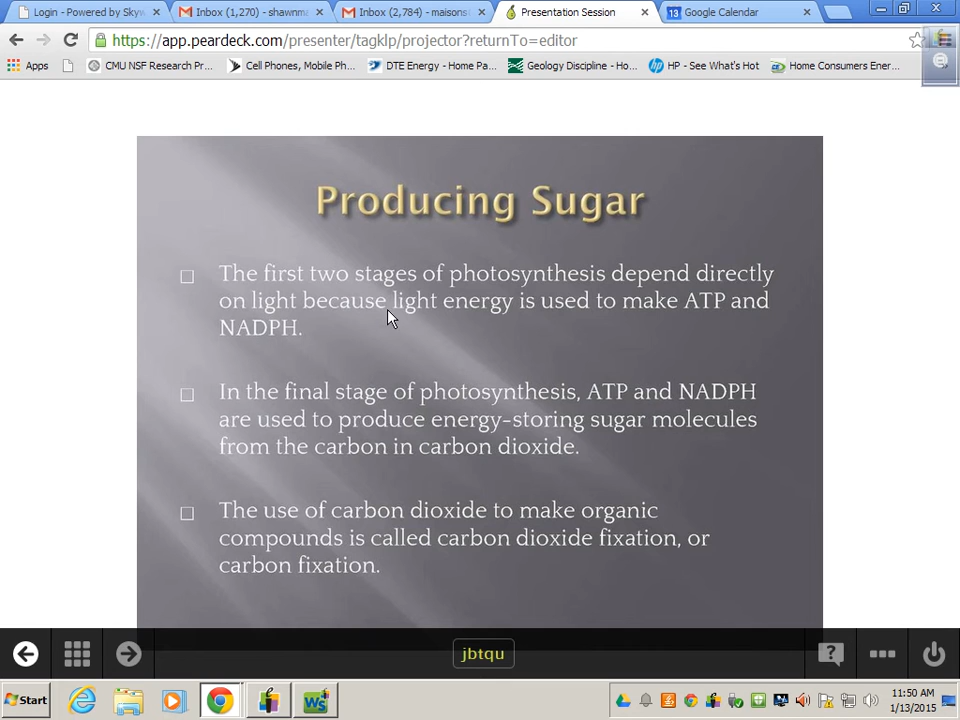 Login - Powered by Skyw
Inbox (1,270) - shawnma
Inbox (2,784) - maisons
Presentation Session
Google Calendar
https://app.peardeck.com/presenter/tagklp/projector?returnTo=editor
Apps
CMU NSF Research Pr...
Cell Phones, Mobile Ph...
DTE Energy - Home Pa...
Geology Discipline - Ho...
HP - See What's Hot
Home Consumers Ener...
Producing Sugar
The first two stages of photosynthesis depend directly
on light because light energy is used to make ATP and
NADPH.
In the final stage of photosynthesis, ATP and NADPH
are used to produce energy-storing sugar molecules
from the carbon in carbon dioxide.
The use of carbon dioxide to make organic
compounds is called carbon dioxide fixation, or
carbon fixation.
jbtqu
Start
11:50 AM
1/13/2015